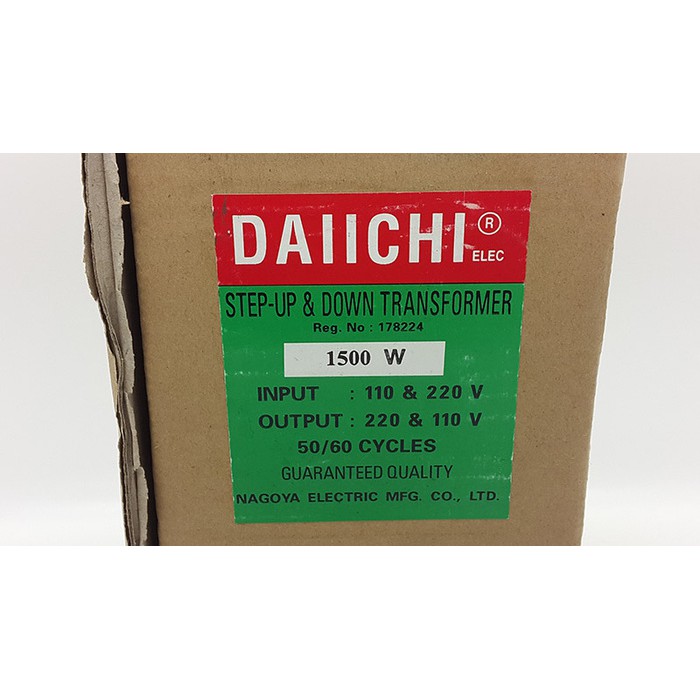 DAIICHI®
ELEC
STEP-UP & DOWN TRANSFORMER
Reg. No : 178224
1500 W
INPUT : 110 & 220 V
OUTPUT : 220 & 110 V
50/60 CYCLES
GUARANTEED QUALITY
NAGOYA ELECTRIC MFG. CO., LTD.